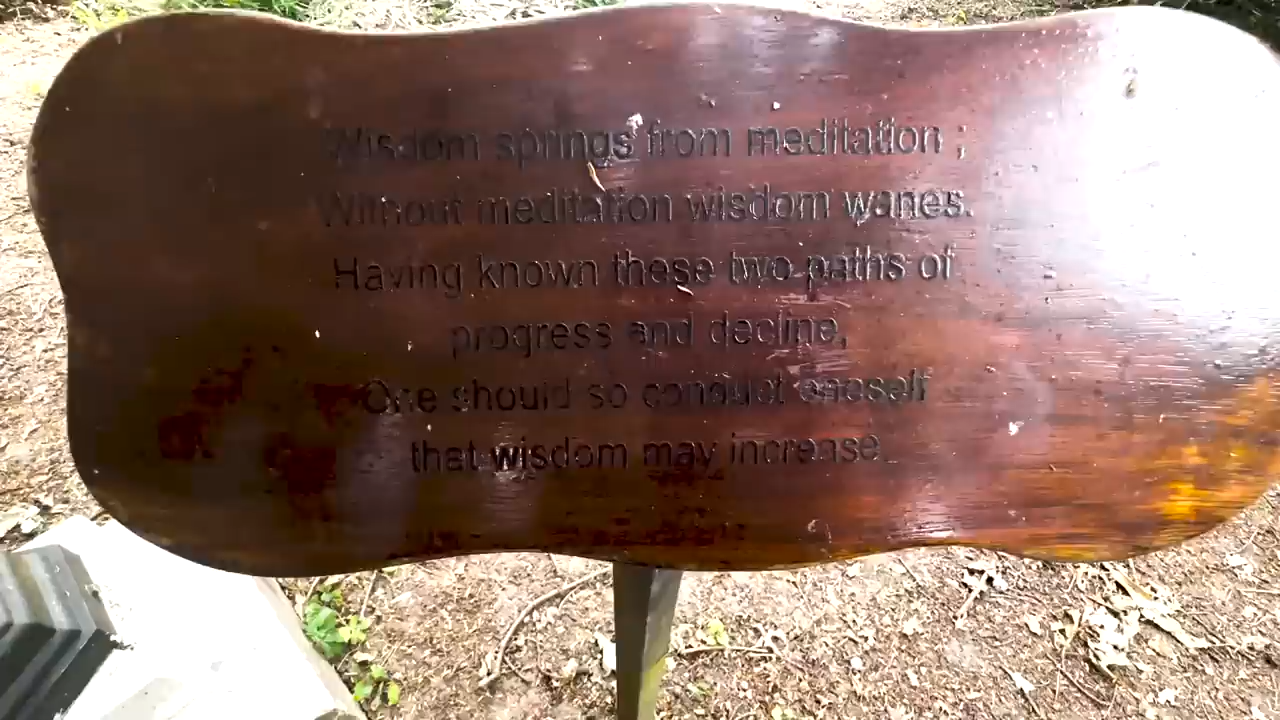 Wisdom springs from meditation ;
Without meditation wisdom wanes.
Having known these two paths of
progress and decline,
One should so conduct oneself
that wisdom may increase.